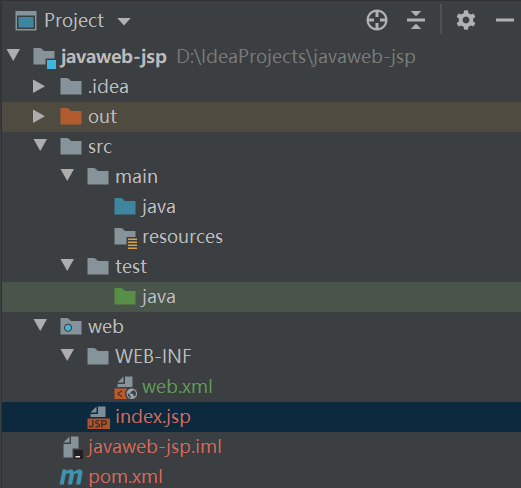 Project
javaweb-jsp D:\IdeaProjects\javaweb-jsp
.idea
out
src
main
java
resources
test
java
web
WEB-INF
web.xml
JSP index.jsp
javaweb-jsp.iml
m pom.xml